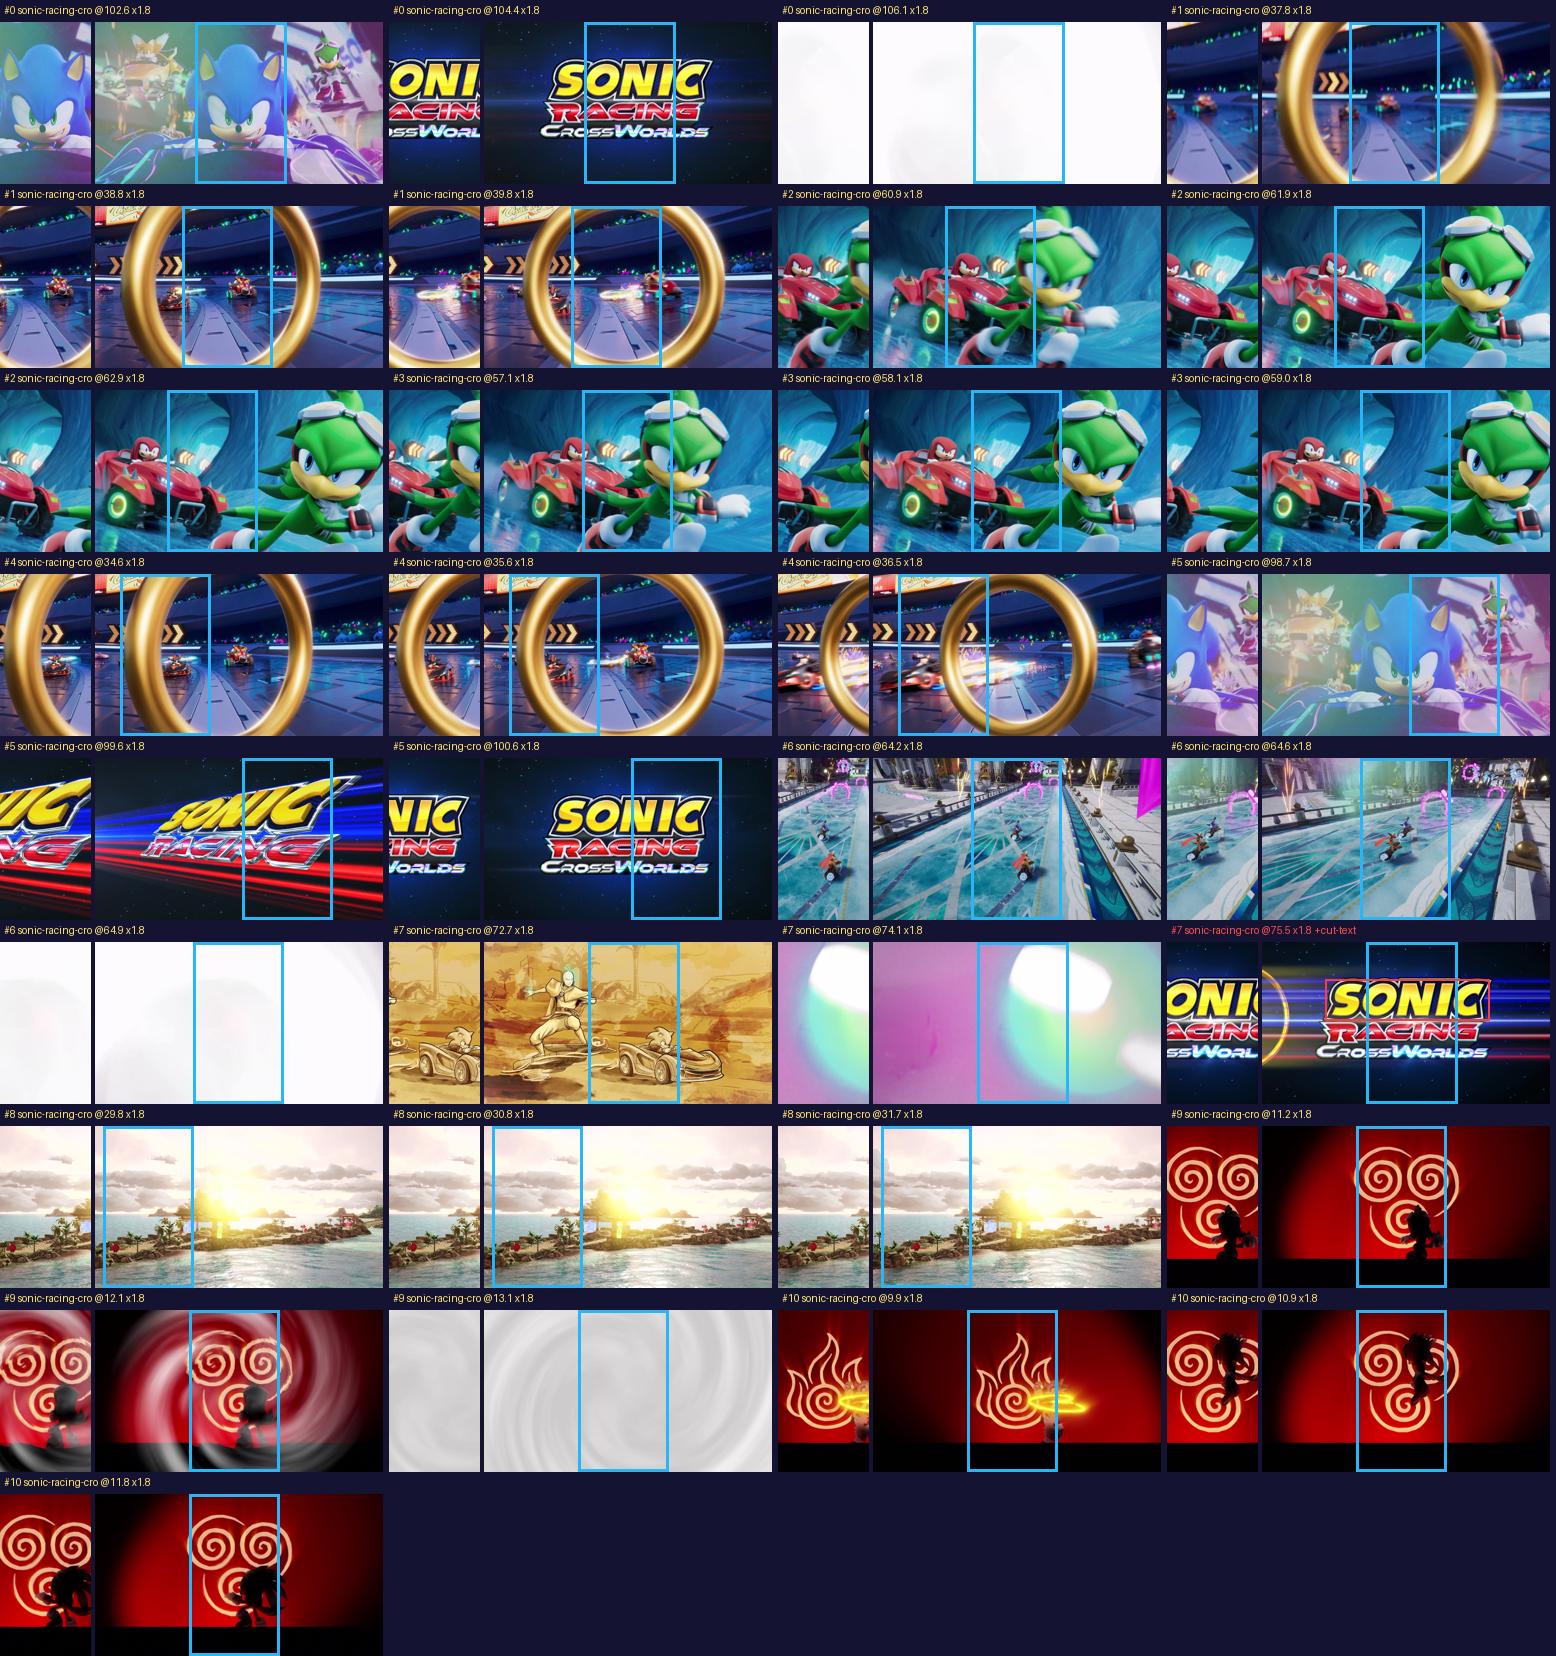 #0 sonic-racing-cro @102.6 x1.8
#0 sonic-racing-cro @104.4 x1.8
#0 sonic-racing-cro @106.1 x1.8
#1 sonic-racing-cro @37.8 x1.8
SONIC
RACING
CROSSWORLDS
#1 sonic-racing-cro @38.8 x1.8
#1 sonic-racing-cro @39.8 x1.8
#2 sonic-racing-cro @60.9 x1.8
#2 sonic-racing-cro @61.9 x1.8
#2 sonic-racing-cro @62.9 x1.8
#3 sonic-racing-cro @57.1 x1.8
#3 sonic-racing-cro @58.1 x1.8
#3 sonic-racing-cro @59.0 x1.8
#4 sonic-racing-cro @34.6 x1.8
#4 sonic-racing-cro @35.6 x1.8
#4 sonic-racing-cro @36.5 x1.8
#5 sonic-racing-cro @98.7 x1.8
#5 sonic-racing-cro @99.6 x1.8
#5 sonic-racing-cro @100.6 x1.8
#6 sonic-racing-cro @64.2 x1.8
#6 sonic-racing-cro @64.6 x1.8
SONIC
RACING
SONIC
RACING
CROSSWORLDS
#6 sonic-racing-cro @64.9 x1.8
#7 sonic-racing-cro @72.7 x1.8
#7 sonic-racing-cro @74.1 x1.8
#7 sonic-racing-cro @75.5 x1.8 +cut-text
SONIC
RACING
CROSSWORLDS
#8 sonic-racing-cro @29.8 x1.8
#8 sonic-racing-cro @30.8 x1.8
#8 sonic-racing-cro @31.7 x1.8
#9 sonic-racing-cro @11.2 x1.8
#9 sonic-racing-cro @12.1 x1.8
#9 sonic-racing-cro @13.1 x1.8
#10 sonic-racing-cro @9.9 x1.8
#10 sonic-racing-cro @10.9 x1.8
#10 sonic-racing-cro @11.8 x1.8